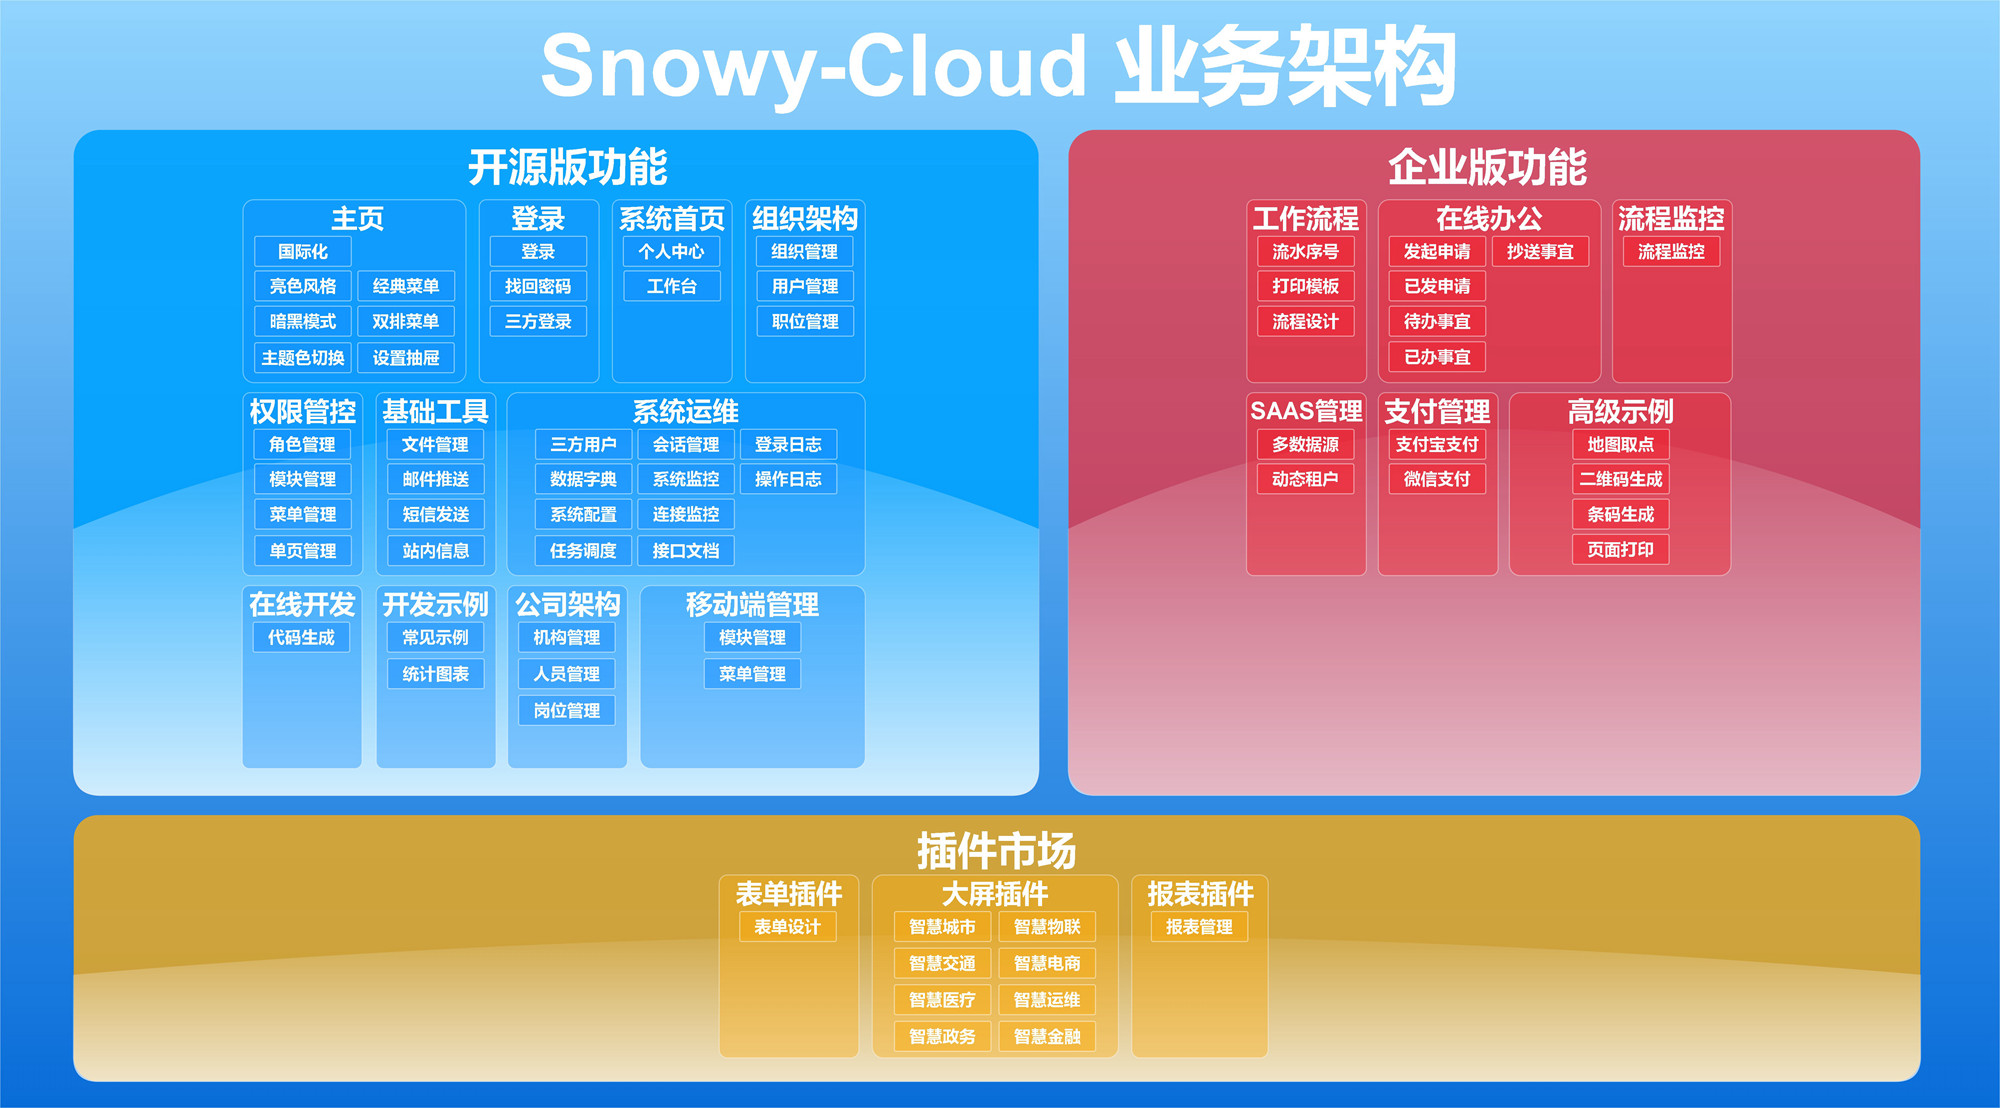 Snowy-Cloud 业务架构
开源版功能
主页
国际化
亮色风格 经典菜单
暗黑模式 双排菜单
主题色切换 设置抽屉
登录
登录
找回密码
三方登录
系统首页
个人中心
工作台
组织架构
组织管理
用户管理
职位管理
权限管控
角色管理
模块管理
菜单管理
单页管理
基础工具
文件管理
邮件推送
短信发送
站内信息
系统运维
三方用户 会话管理 登录日志
数据字典 系统监控 操作日志
系统配置 连接监控
任务调度 接口文档
在线开发
代码生成
开发示例
常见示例
统计图表
公司架构
机构管理
人员管理
岗位管理
移动端管理
模块管理
菜单管理
企业版功能
工作流程
流水序号
打印模板
流程设计
在线办公
发起申请 抄送事宜
已发申请
待办事宜
已办事宜
流程监控
流程监控
SAAS管理
多数据源
动态租户
支付管理
支付宝支付
微信支付
高级示例
地图取点
二维码生成
条码生成
页面打印
插件市场
表单插件
表单设计
大屏插件
智慧城市 智慧物联
智慧交通 智慧电商
智慧医疗 智慧运维
智慧政务 智慧金融
报表插件
报表管理